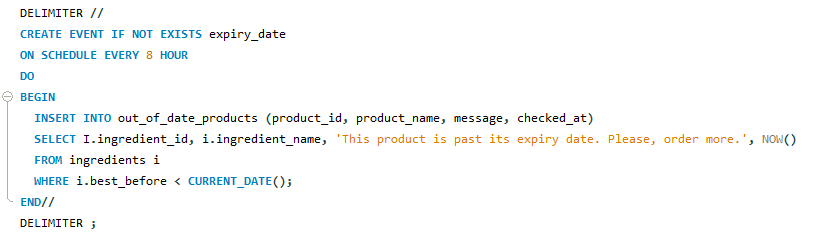 DELIMITER //
CREATE EVENT IF NOT EXISTS expiry_date
ON SCHEDULE EVERY 8 HOUR
DO
BEGIN
INSERT INTO out_of_date_products (product_id, product_name, message, checked_at)
SELECT I.ingredient_id, i.ingredient_name, 'This product is past its expiry date. Please, order more.', NOW()
FROM ingredients i
WHERE i.best_before < CURRENT_DATE();
END//
DELIMITER ;